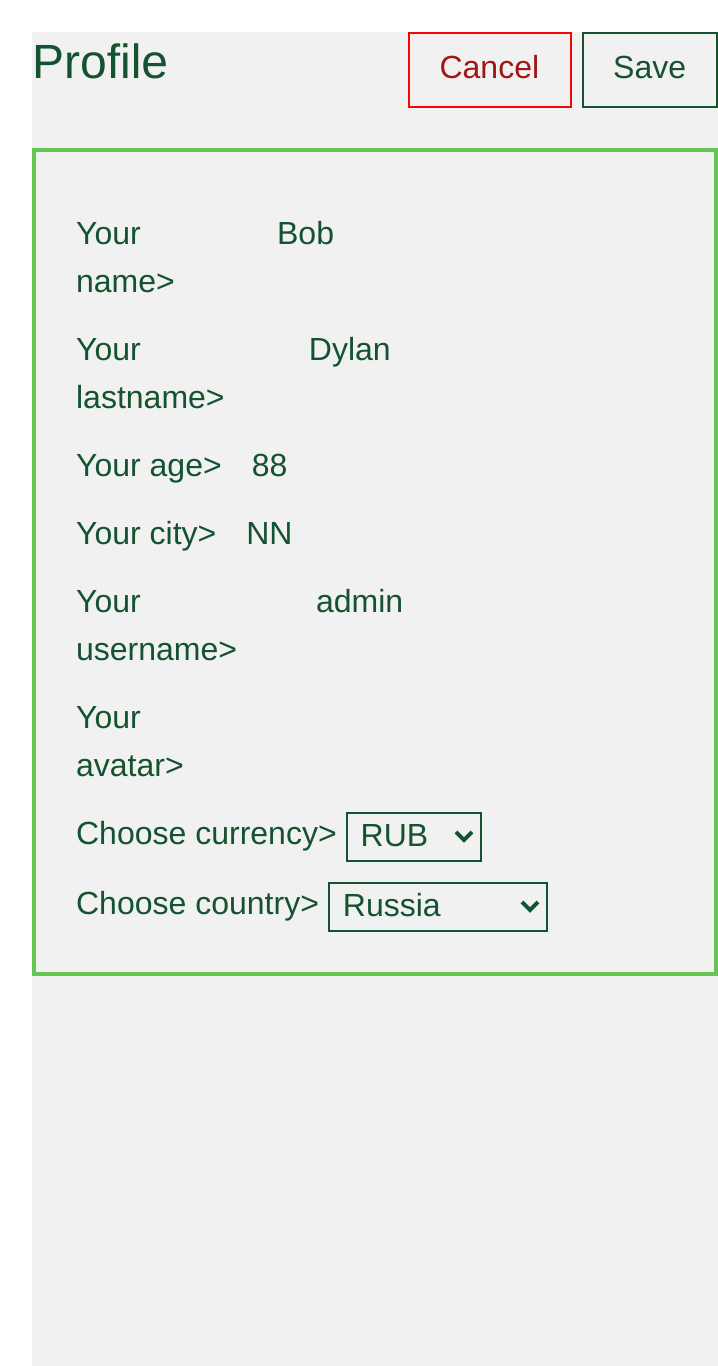 Profile
Cancel
Save
Your Bob
name>
Your Dylan
lastname>
Your age> 88
Your city> NN
Your admin
username>
Your
avatar>
Choose currency> RUB
Choose country> Russia